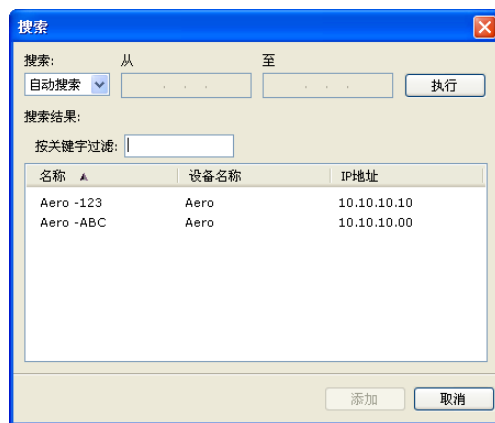 搜索
搜索: 从 至
自动搜索 . . . . . . 执行
搜索结果:
按关键字过滤:
名称 设备名称 IP地址
Aero -123 Aero 10.10.10.10
Aero -ABC Aero 10.10.10.00
添加 取消